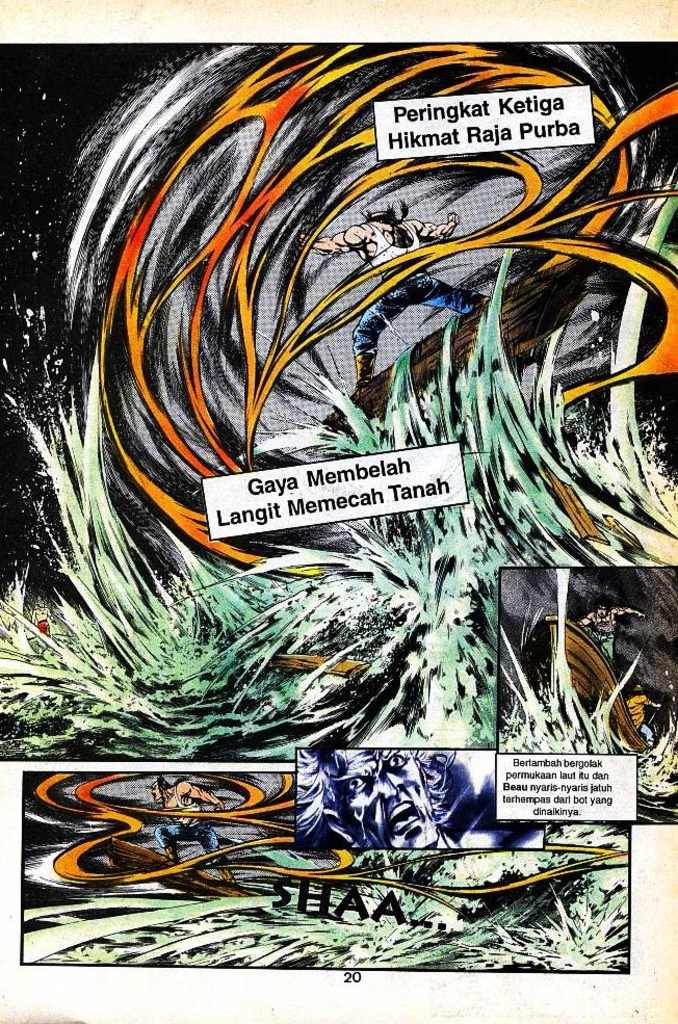 Peringkat Ketiga
Hikmat Raja Purba
Gaya Membelah
Langit Memecah Tanah
Bertambah bergolak
permukaan laut itu dan
Beau nyaris-nyaris jatuh
terhempas dari bot yang
dinaikinya.
SHAA...
20